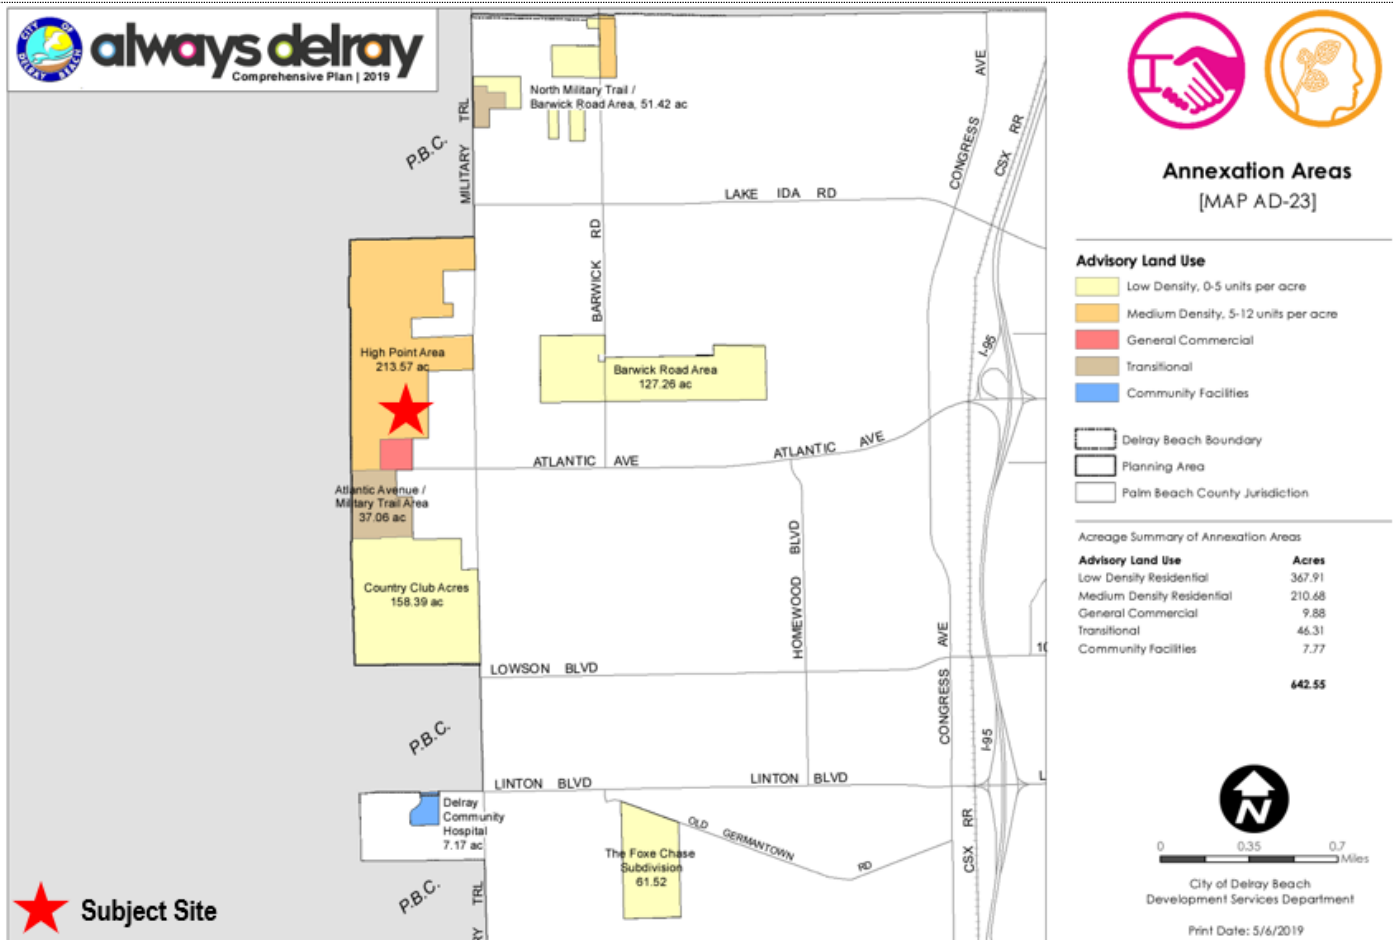 CITY OF DELRAY BEACH
always delray
Comprehensive Plan | 2019
North Military Trail /
Barwick Road Area, 51.42 ac
P.B.C.
MILITARY TRL
LAKE IDA RD
BARWICK RD
CONGRESS AVE
CSX RR
High Point Area
213.57 ac
Barwick Road Area
127.26 ac
I-95
ATLANTIC AVE
ATLANTIC AVE
Atlantic Avenue /
Military Trail Area
37.06 ac
Country Club Acres
158.39 ac
HOMEWOOD BLVD
CONGRESS AVE
LOWSON BLVD
10
P.B.C.
I-95
LINTON BLVD
LINTON BLVD
L
Delray
Community
Hospital
7.17 ac
OLD GERMANTOWN RD
CSX RR
The Foxe Chase
Subdivision
61.52
P.B.C.
TRL
RY
Subject Site
Annexation Areas
[MAP AD-23]
Advisory Land Use
Low Density, 0-5 units per acre
Medium Density, 5-12 units per acre
General Commercial
Transitional
Community Facilities
Delray Beach Boundary
Planning Area
Palm Beach County Jurisdiction
Acreage Summary of Annexation Areas
Advisory Land Use Acres
Low Density Residential 367.91
Medium Density Residential 210.68
General Commercial 9.88
Transitional 46.31
Community Facilities 7.77
642.55
N
0 0.35 0.7
Miles
City of Delray Beach
Development Services Department
Print Date: 5/6/2019